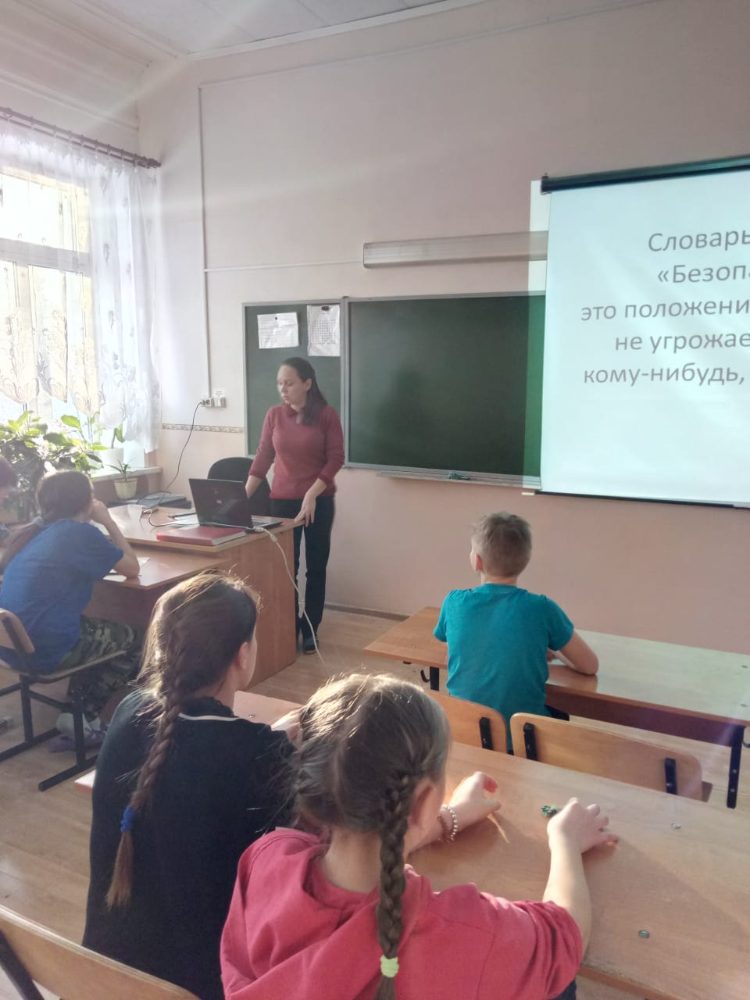 Словарь
«Безопа
это положени
не угрожае
кому-нибудь,